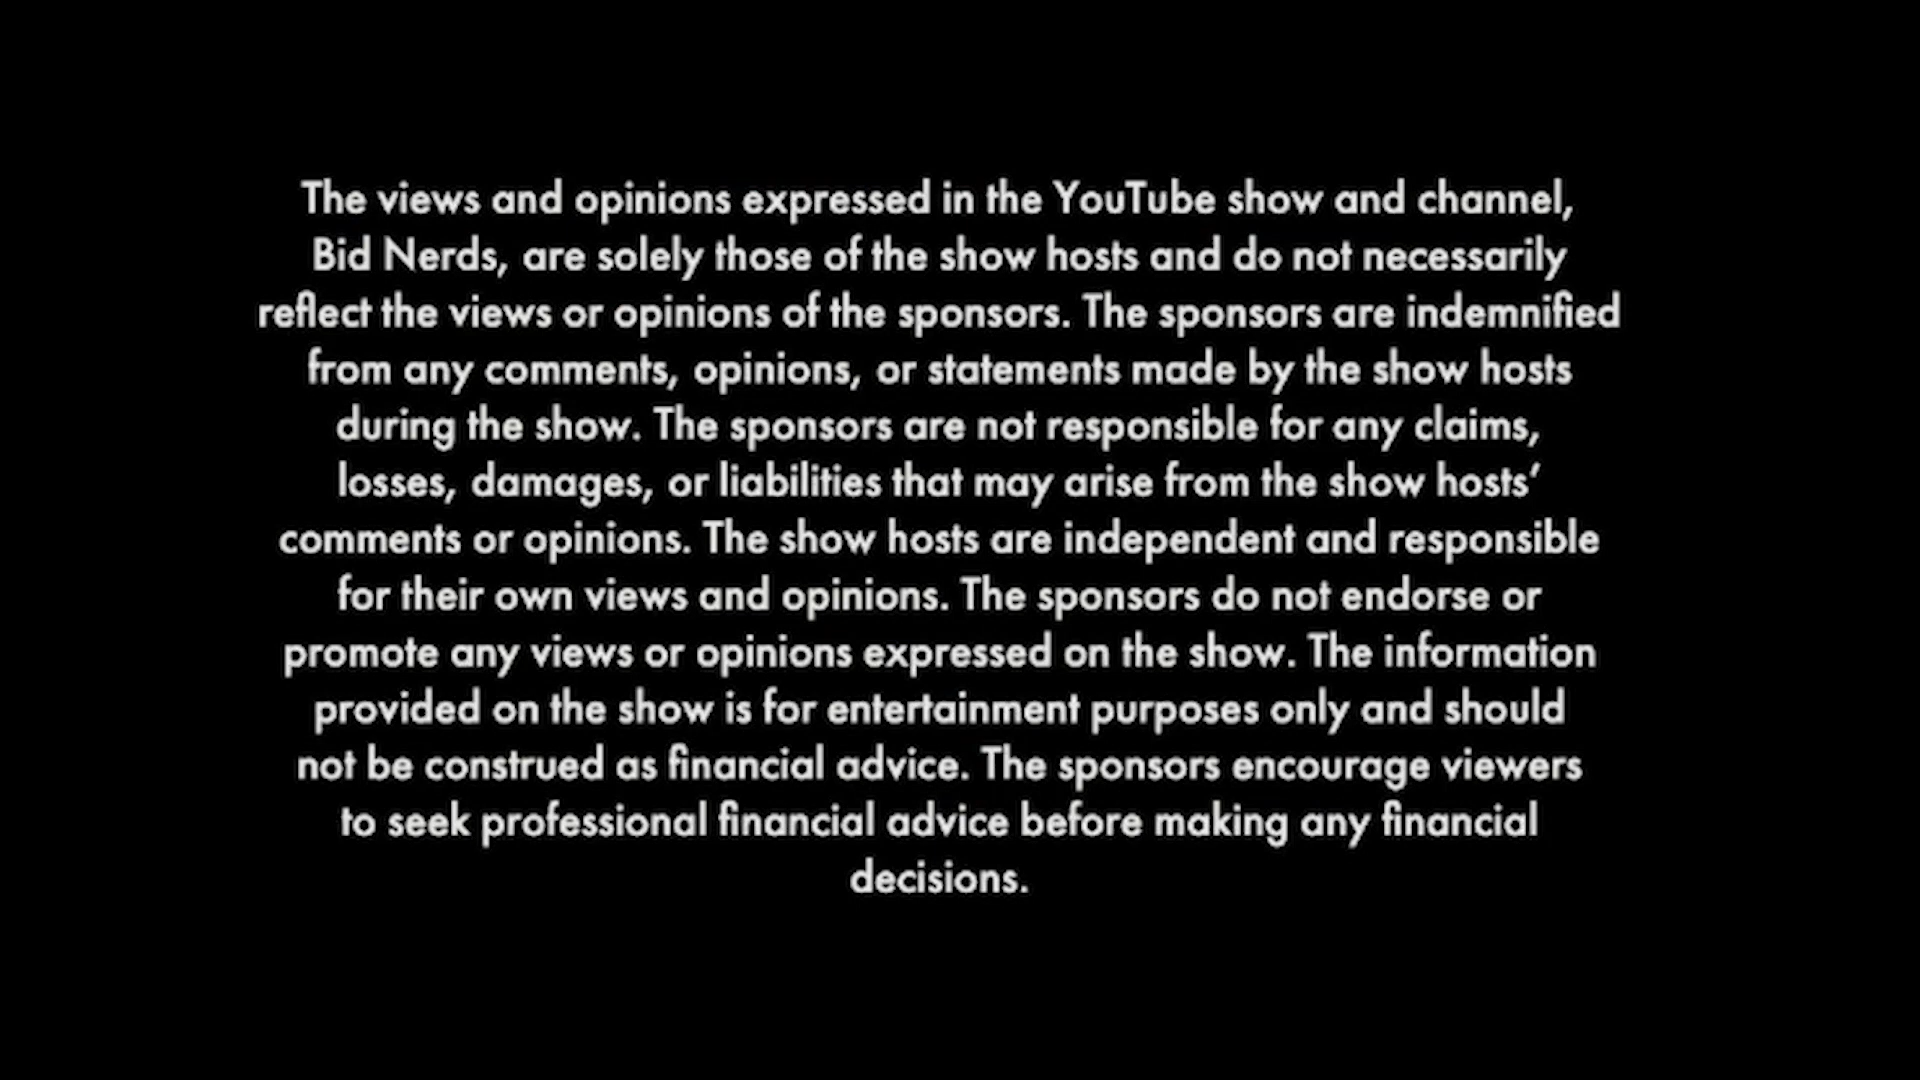 The views and opinions expressed in the YouTube show and channel,
Bid Nerds, are solely those of the show hosts and do not necessarily
reflect the views or opinions of the sponsors. The sponsors are indemnified
from any comments, opinions, or statements made by the show hosts
during the show. The sponsors are not responsible for any claims,
losses, damages, or liabilities that may arise from the show hosts’
comments or opinions. The show hosts are independent and responsible
for their own views and opinions. The sponsors do not endorse or
promote any views or opinions expressed on the show. The information
provided on the show is for entertainment purposes only and should
not be construed as financial advice. The sponsors encourage viewers
to seek professional financial advice before making any financial
decisions.